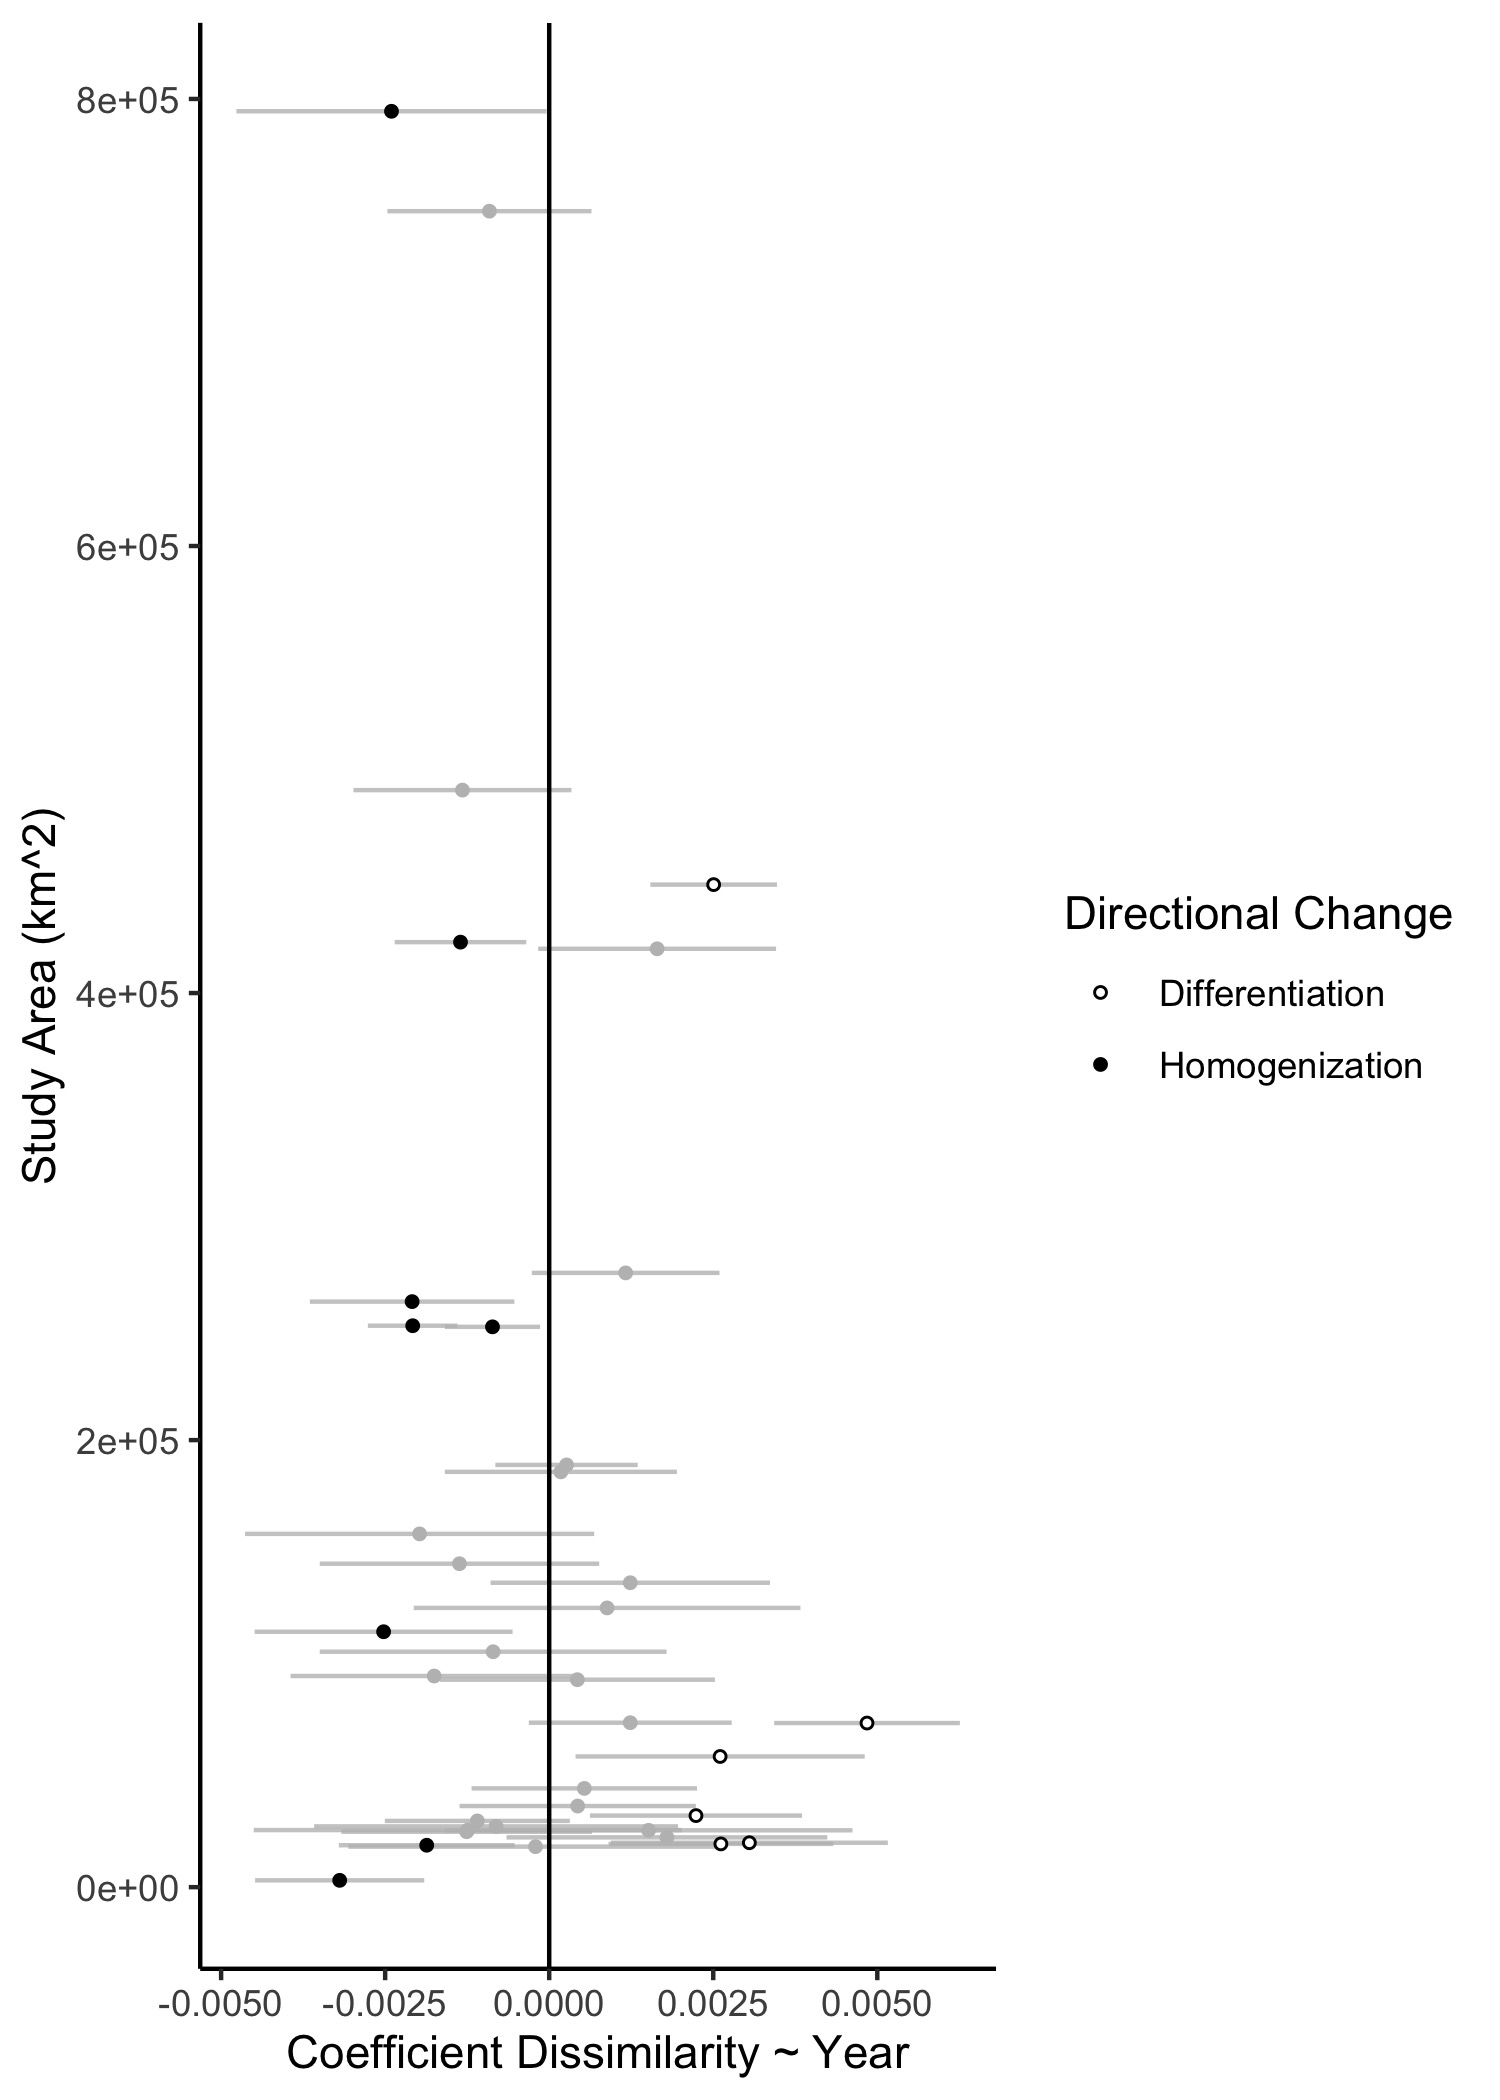 Study Area (km^2)
8e+05
6e+05
4e+05
2e+05
0e+00
-0.0050 -0.0025 0.0000 0.0025 0.0050
Coefficient Dissimilarity ~ Year
Directional Change
Differentiation
Homogenization